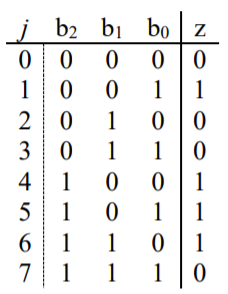 j b₂ b₁ b₀ z
0 0 0 0 0
1 0 0 1 1
2 0 1 0 0
3 0 1 1 0
4 1 0 0 1
5 1 0 1 1
6 1 1 0 1
7 1 1 1 0